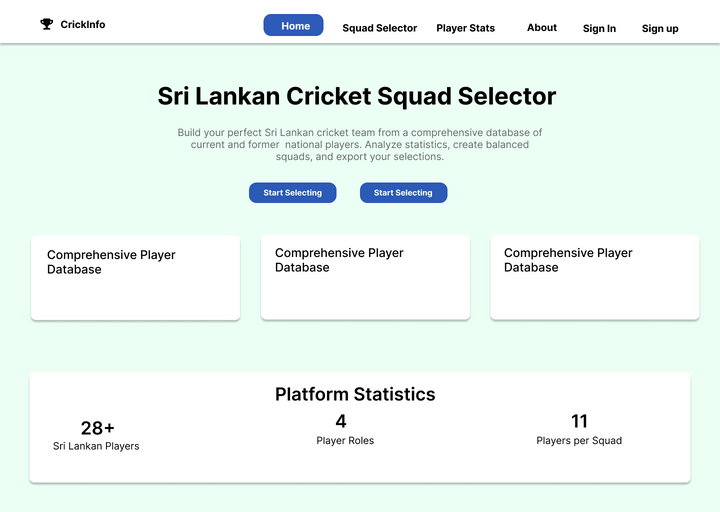 CrickInfo
Home
Squad Selector
Player Stats
About
Sign In
Sign up
Sri Lankan Cricket Squad Selector
Build your perfect Sri Lankan cricket team from a comprehensive database of
current and former national players. Analyze statistics, create balanced
squads, and export your selections.
Start Selecting
Start Selecting
Comprehensive Player
Database
Comprehensive Player
Database
Comprehensive Player
Database
Platform Statistics
28+
Sri Lankan Players
4
Player Roles
11
Players per Squad